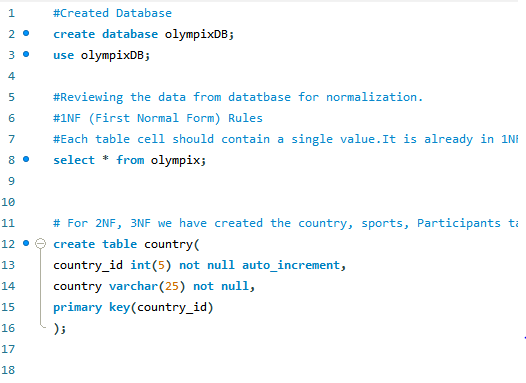 1 #Created Database
2 create database olympixDB;
3 use olympixDB;
4
5 #Reviewing the data from datatbase for normalization.
6 #1NF (First Normal Form) Rules
7 #Each table cell should contain a single value.It is already in 1NF
8 select * from olympix;
9
10
11 # For 2NF, 3NF we have created the country, sports, Participants ta
12 create table country(
13 country_id int(5) not null auto_increment,
14 country varchar(25) not null,
15 primary key(country_id)
16 );
17
18